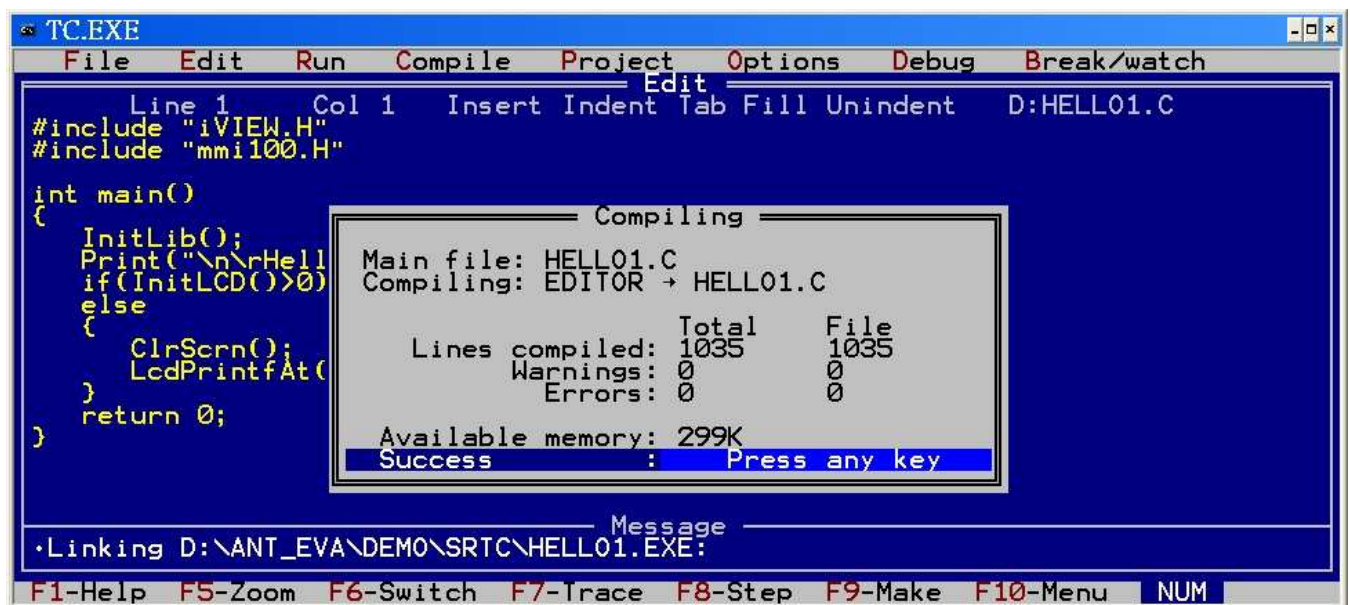 TC.EXE
File Edit Run Compile Project Options Debug Break/watch
Edit
Line 1 Col 1 Insert Indent Tab Fill Unindent D:HELLO1.C
#include "iVIEW.H"
#include "mmi100.H"
int main()
{
InitLib();
Print("\n\rHell
if(InitLCD()>0)
else
{
ClrScrn();
LcdPrintfAt(
}
return 0;
}
Compiling
Main file: HELLO1.C
Compiling: EDITOR → HELLO1.C
Total File
Lines compiled: 1035 1035
Warnings: 0 0
Errors: 0 0
Available memory: 299K
Success : Press any key
Message
•Linking D:\ANT_EVA\DEMO\SRTC\HELLO1.EXE:
F1-Help F5-Zoom F6-Switch F7-Trace F8-Step F9-Make F10-Menu NUM